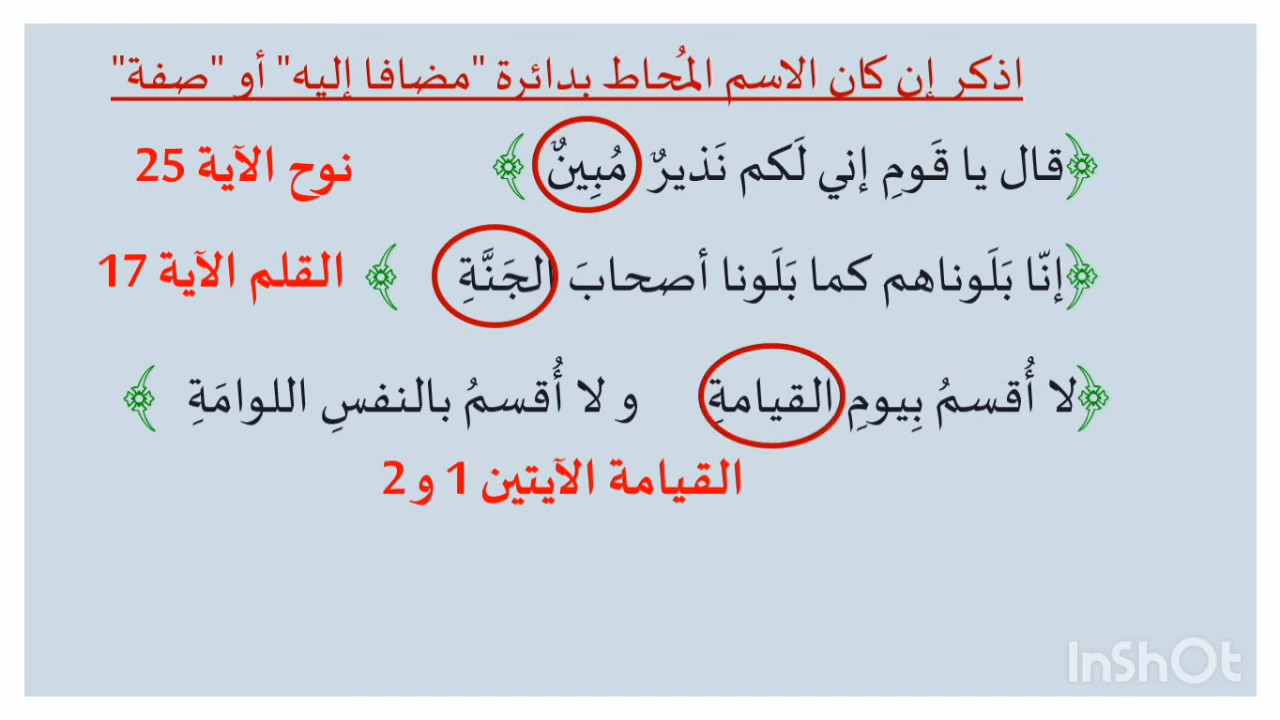 اذكر إن كان الاسم المُحاط بدائرة "مضافا إليه" أو "صفة"
﴿قال يا قَومِ إني لَكم نَذيرٌ مُبِينٌ﴾ نوح الآية 25
﴿إنّا بَلَوناهم كما بَلَونا أصحابَ الجَنَّةِ﴾ القلم الآية 17
﴿لا أُقسمُ بِيومِ القيامةِ و لا أُقسمُ بالنفسِ اللوامَةِ﴾
القيامة الآيتين 1 و 2
InShOt